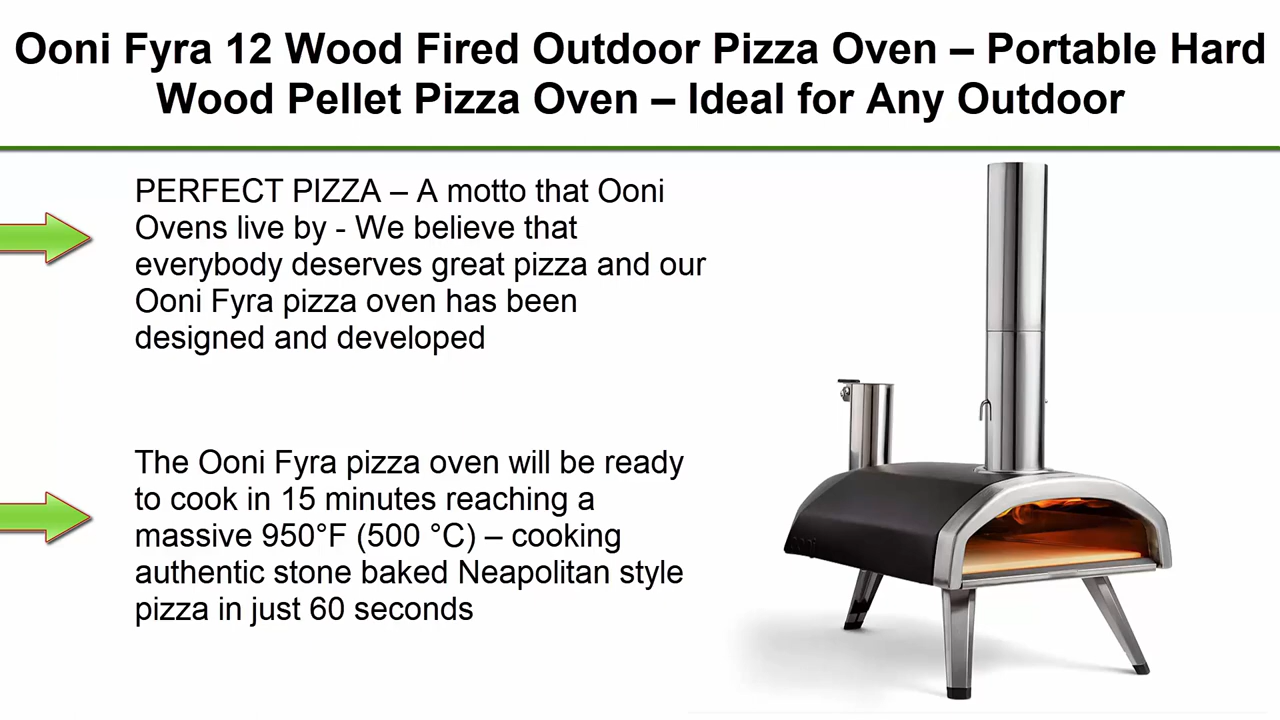 Ooni Fyra 12 Wood Fired Outdoor Pizza Oven – Portable Hard
Wood Pellet Pizza Oven – Ideal for Any Outdoor
PERFECT PIZZA – A motto that Ooni
Ovens live by - We believe that
everybody deserves great pizza and our
Ooni Fyra pizza oven has been
designed and developed
The Ooni Fyra pizza oven will be ready
to cook in 15 minutes reaching a
massive 950°F (500 °C) – cooking
authentic stone baked Neapolitan style
pizza in just 60 seconds